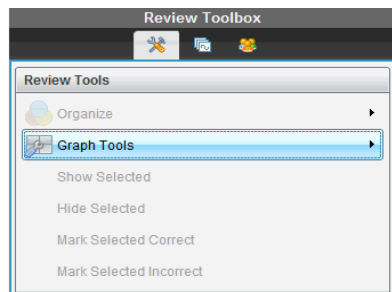 Review Toolbox
Review Tools
Organize
Graph Tools
Show Selected
Hide Selected
Mark Selected Correct
Mark Selected Incorrect